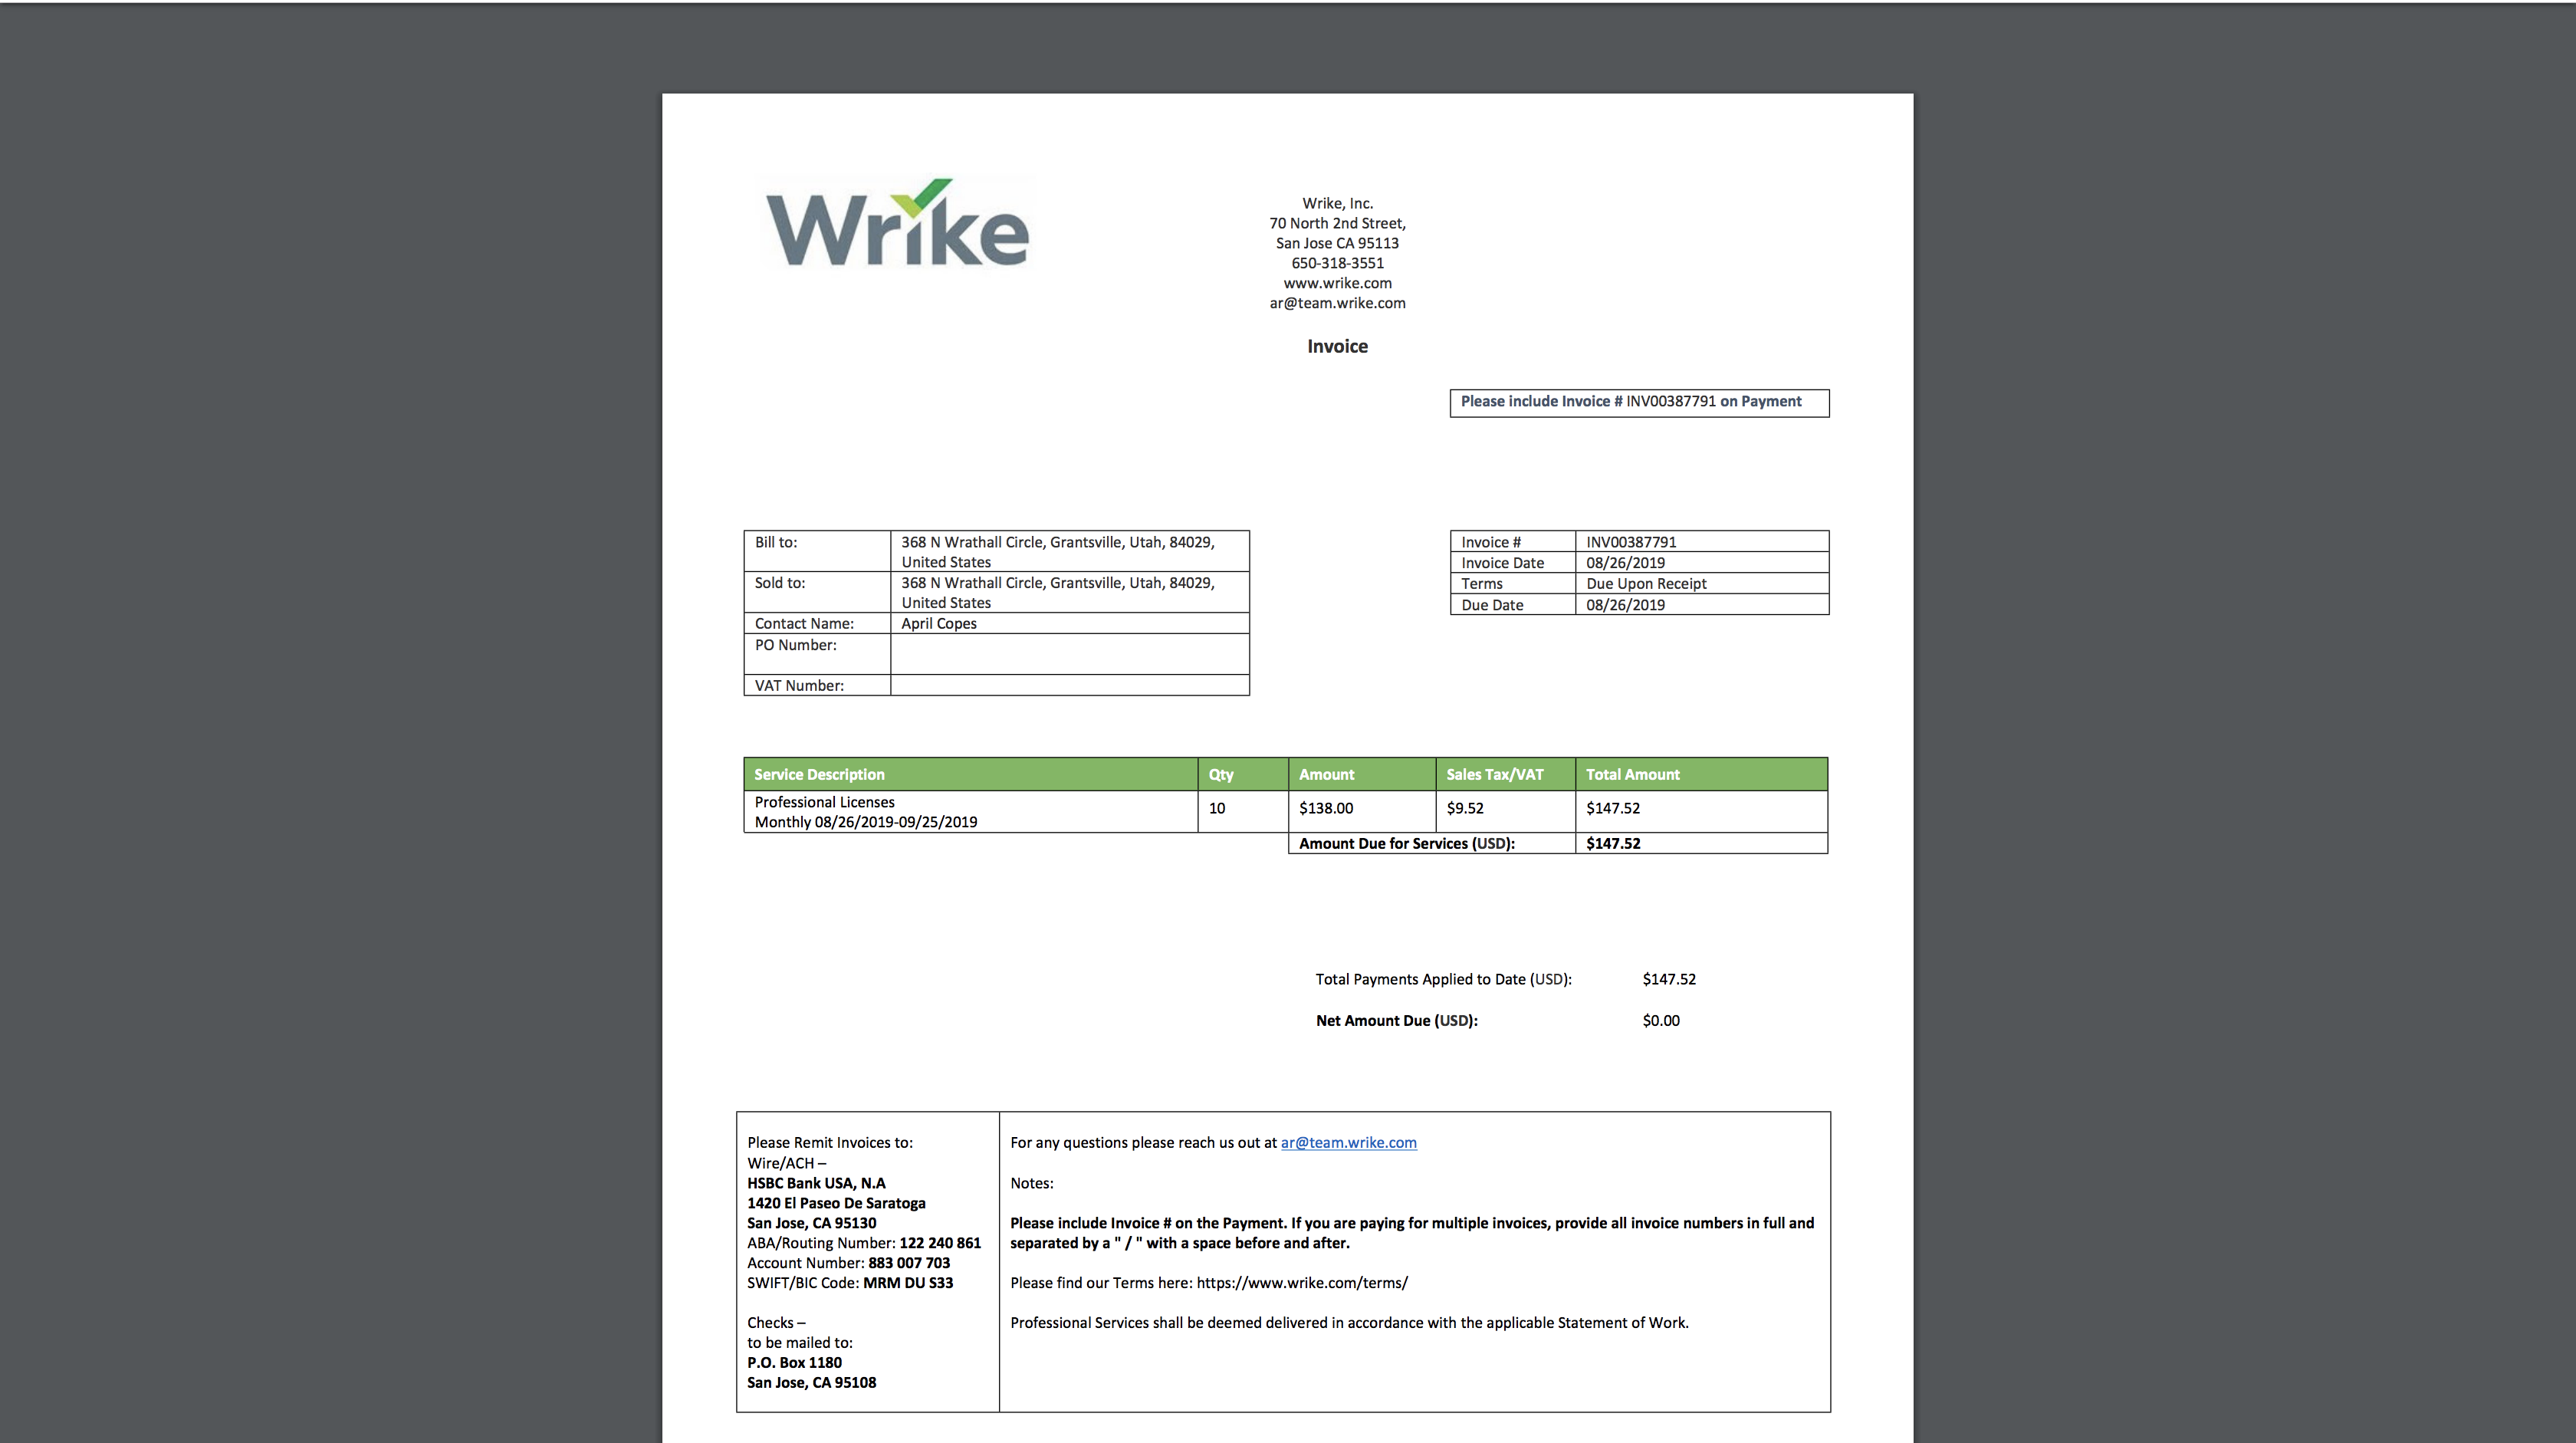 Wrike
Wrike, Inc.
70 North 2nd Street,
San Jose CA 95113
650-318-3551
www.wrike.com
ar@team.wrike.com
Invoice
Please include Invoice # INV00387791 on Payment
Bill to: 368 N Wrathall Circle, Grantsville, Utah, 84029,
United States
Sold to: 368 N Wrathall Circle, Grantsville, Utah, 84029,
United States
Contact Name: April Copes
PO Number:
VAT Number:
Invoice # INV00387791
Invoice Date 08/26/2019
Terms Due Upon Receipt
Due Date 08/26/2019
Service Description Qty Amount Sales Tax/VAT Total Amount
Professional Licenses
Monthly 08/26/2019-09/25/2019 10 $138.00 $9.52 $147.52
Amount Due for Services (USD): $147.52
Total Payments Applied to Date (USD): $147.52
Net Amount Due (USD): $0.00
Please Remit Invoices to:
Wire/ACH –
HSBC Bank USA, N.A
1420 El Paseo De Saratoga
San Jose, CA 95130
ABA/Routing Number: 122 240 861
Account Number: 883 007 703
SWIFT/BIC Code: MRM DU S33
Checks –
to be mailed to:
P.O. Box 1180
San Jose, CA 95108
For any questions please reach us out at ar@team.wrike.com
Notes:
Please include Invoice # on the Payment. If you are paying for multiple invoices, provide all invoice numbers in full and
separated by a " / " with a space before and after.
Please find our Terms here: https://www.wrike.com/terms/
Professional Services shall be deemed delivered in accordance with the applicable Statement of Work.